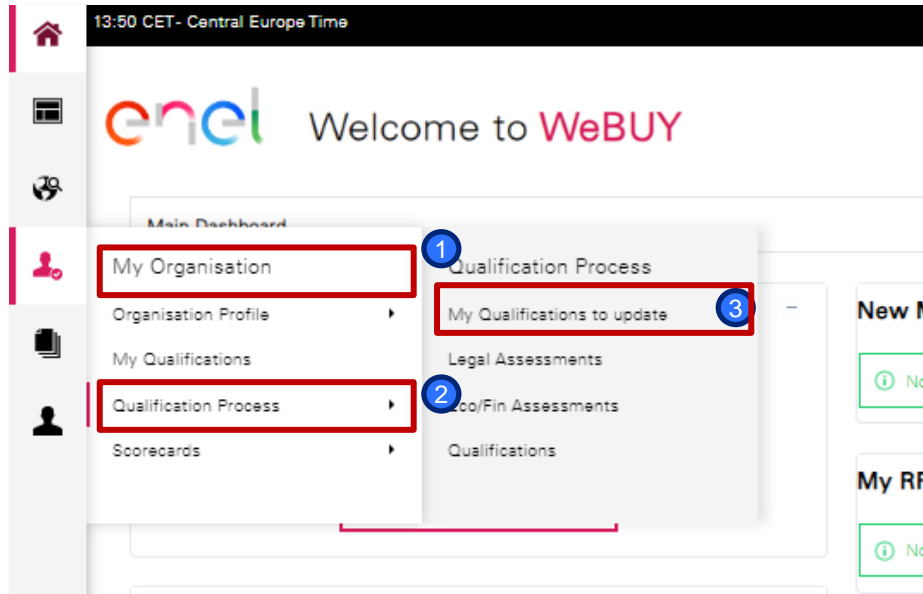 13:50 CET- Central Europe Time
enel
Welcome to WeBUY
Main Dashboard
My Organisation
1
Organisation Profile
My Qualifications
Qualification Process
2
Scorecards
Qualification Process
My Qualifications to update
3
Legal Assessments
Eco/Fin Assessments
Qualifications
New
No
My
No